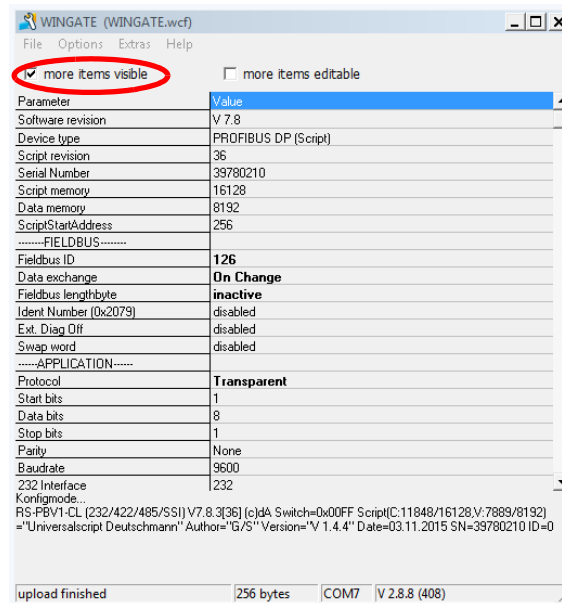 WINGATE (WINGATE.wcf)
File Options Extras Help
more items visible more items editable
Parameter Value
Software revision V 7.8
Device type PROFIBUS DP (Script)
Script revision 36
Serial Number 39780210
Script memory 16128
Data memory 8192
ScriptStartAddress 256
--------FIELDBUS--------
Fieldbus ID 126
Data exchange On Change
Fieldbus lengthbyte inactive
Ident Number (0x2079) disabled
Ext. Diag Off disabled
Swap word disabled
------APPLICATION------
Protocol Transparent
Start bits 1
Data bits 8
Stop bits 1
Parity None
Baudrate 9600
232 Interface 232
Konfigmode...
RS-PBV1-CL (232/422/485/SSI) V7.8.3[36] (c)dA Switch=0x00FF Script(C:11848/16128,V:7889/8192)
="Universalscript Deutschmann" Author="G/S" Version="V 1.4.4" Date=03.11.2015 SN=39780210 ID=0
upload finished 256 bytes COM7 V 2.8.8 (408)